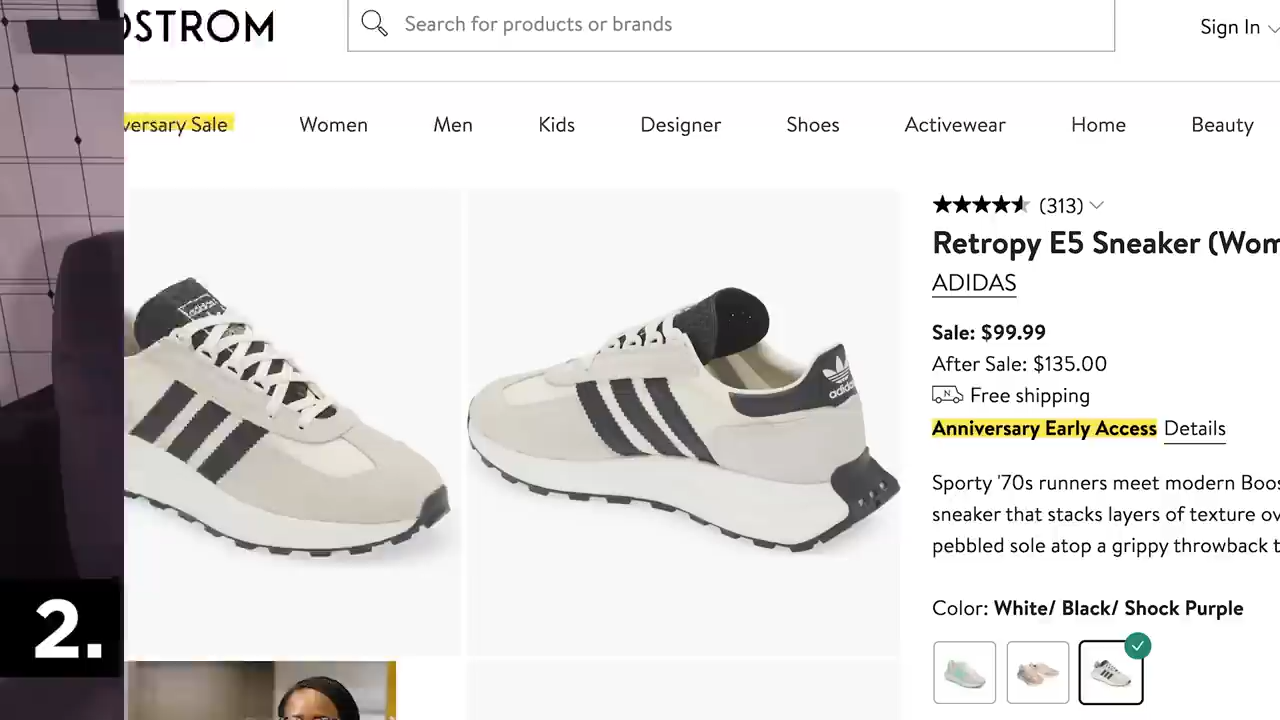 OSTROM
Search for products or brands
Sign In
versary Sale
Women
Men
Kids
Designer
Shoes
Activewear
Home
Beauty
(313)
Retropy E5 Sneaker (Wom
ADIDAS
Sale: $99.99
After Sale: $135.00
N
Free shipping
Anniversary Early Access Details
Sporty '70s runners meet modern Boos
sneaker that stacks layers of texture ov
pebbled sole atop a grippy throwback t
Color: White/ Black/ Shock Purple
adidas
adidas
2.